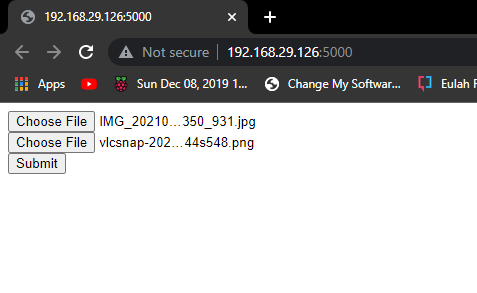 192.168.29.126:5000
Not secure 192.168.29.126:5000
Apps Sun Dec 08, 2019 1... Change My Softwar... Eulah
Choose File IMG_20210...350_931.jpg
Choose File vlcsnap-202...44s548.png
Submit